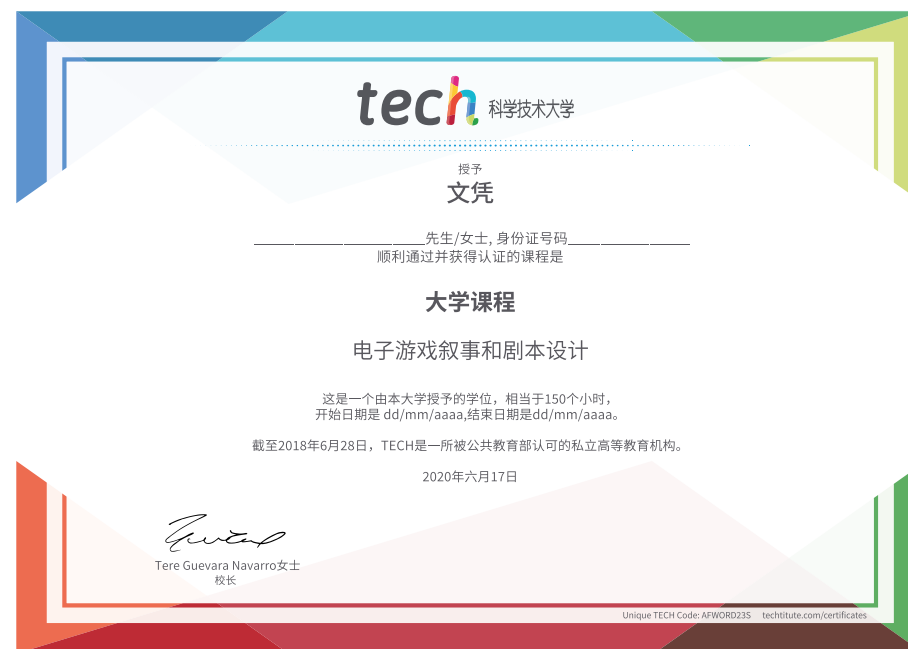 tech 科学技术大学
授予
文凭
_____________________先生/女士, 身份证号码_______________
顺利通过并获得认证的课程是
大学课程
电子游戏叙事和剧本设计
这是一个由本大学授予的学位，相当于150个小时，
开始日期是 dd/mm/aaaa,结束日期是dd/mm/aaaa。
截至2018年6月28日，TECH是一所被公共教育部认可的私立高等教育机构。
2020年六月17日
Tere Guevara Navarro女士
校长
Unique TECH Code: AFWORD23S techtitute.com/certificates